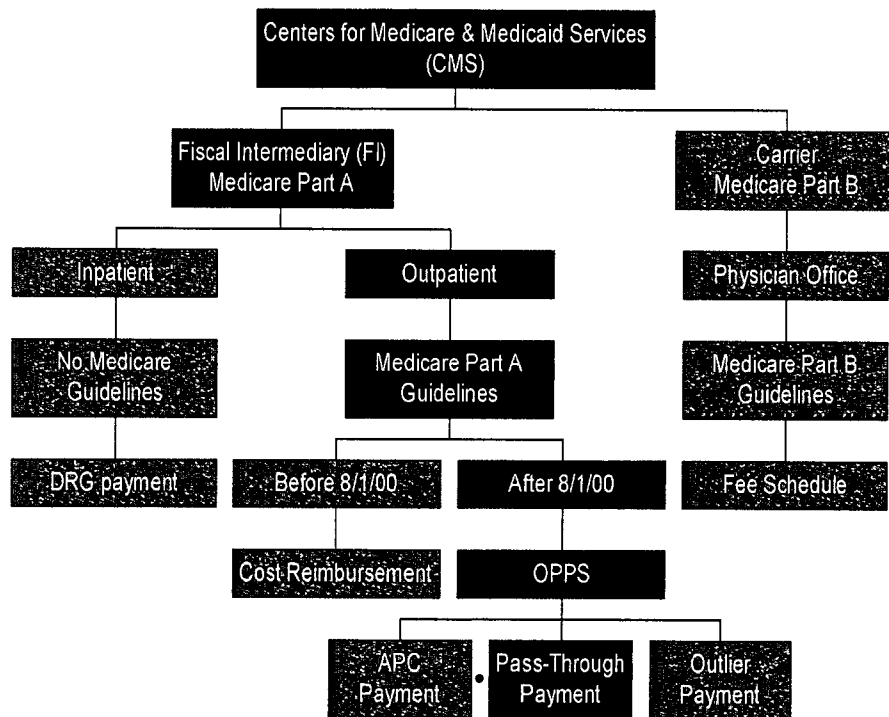 Centers for Medicare & Medicaid Services
(CMS)
Fiscal Intermediary (FI)
Medicare Part A
Carrier
Medicare Part B
Inpatient
Outpatient
Physician Office
No Medicare
Guidelines
Medicare Part A
Guidelines
Medicare Part B
Guidelines
DRG payment
Before 8/1/00
After 8/1/00
Fee Schedule
Cost Reimbursement
OPPS
APC
Payment
Pass-Through
Payment
Outlier
Payment